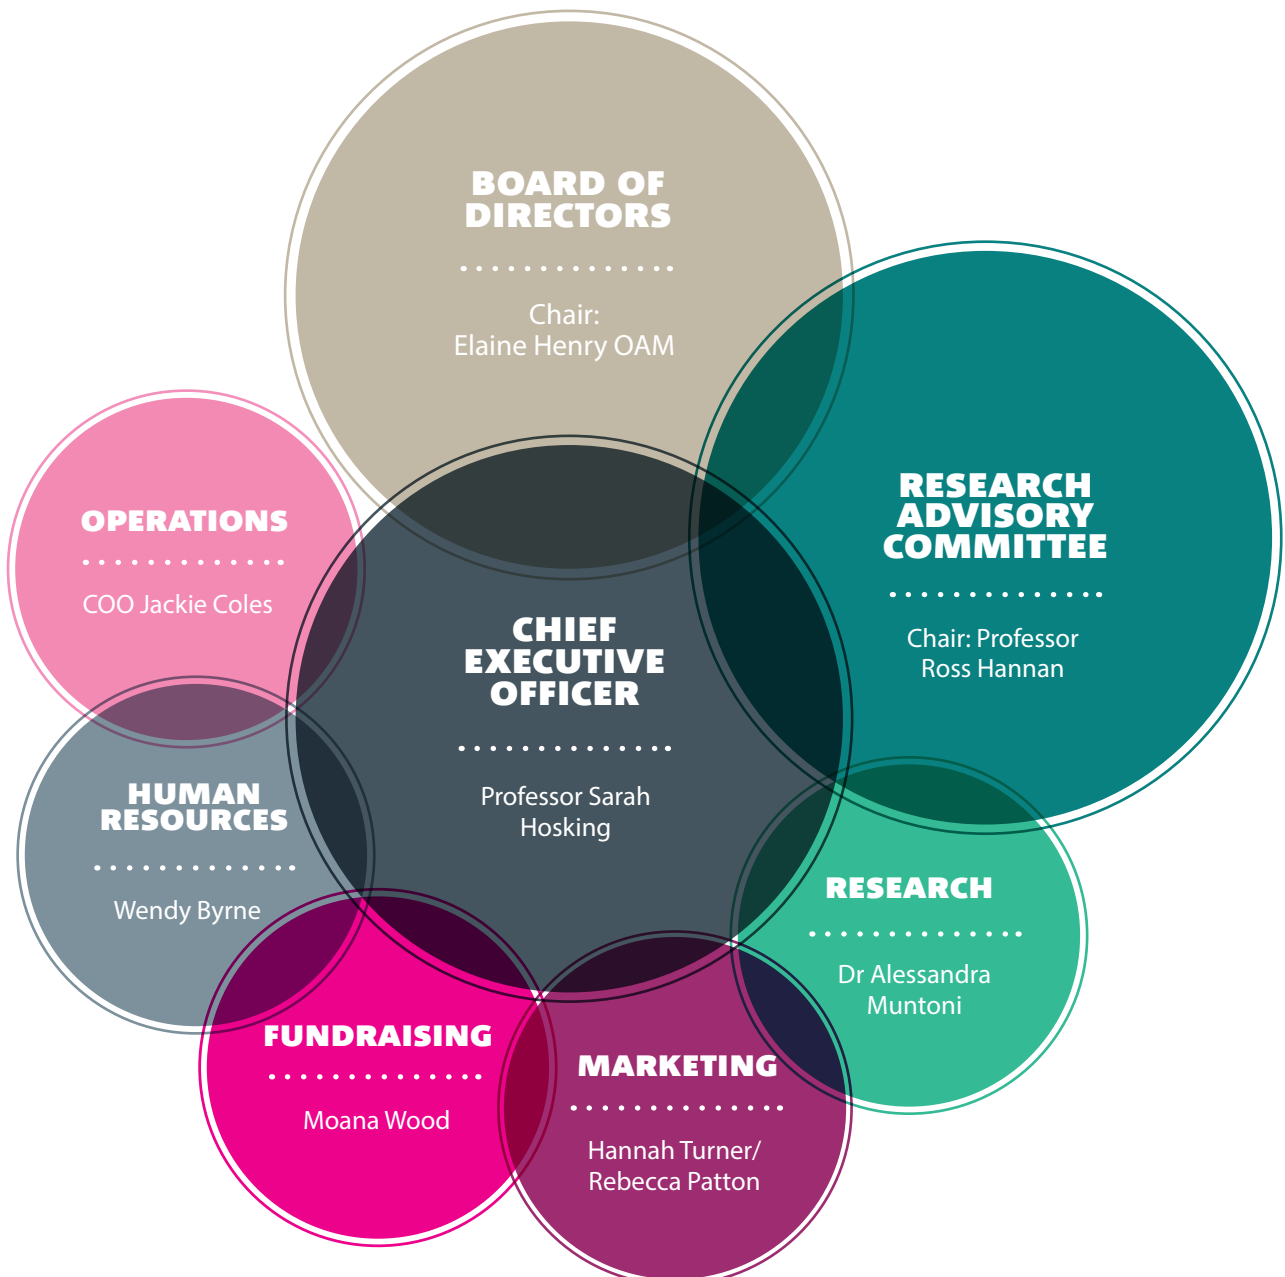 BOARD OF
DIRECTORS
Chair:
Elaine Henry OAM
RESEARCH
ADVISORY
COMMITTEE
Chair: Professor
Ross Hannan
OPERATIONS
COO Jackie Coles
CHIEF
EXECUTIVE
OFFICER
Professor Sarah
Hosking
HUMAN
RESOURCES
Wendy Byrne
RESEARCH
Dr Alessandra
Muntoni
FUNDRAISING
Moana Wood
MARKETING
Hannah Turner/
Rebecca Patton